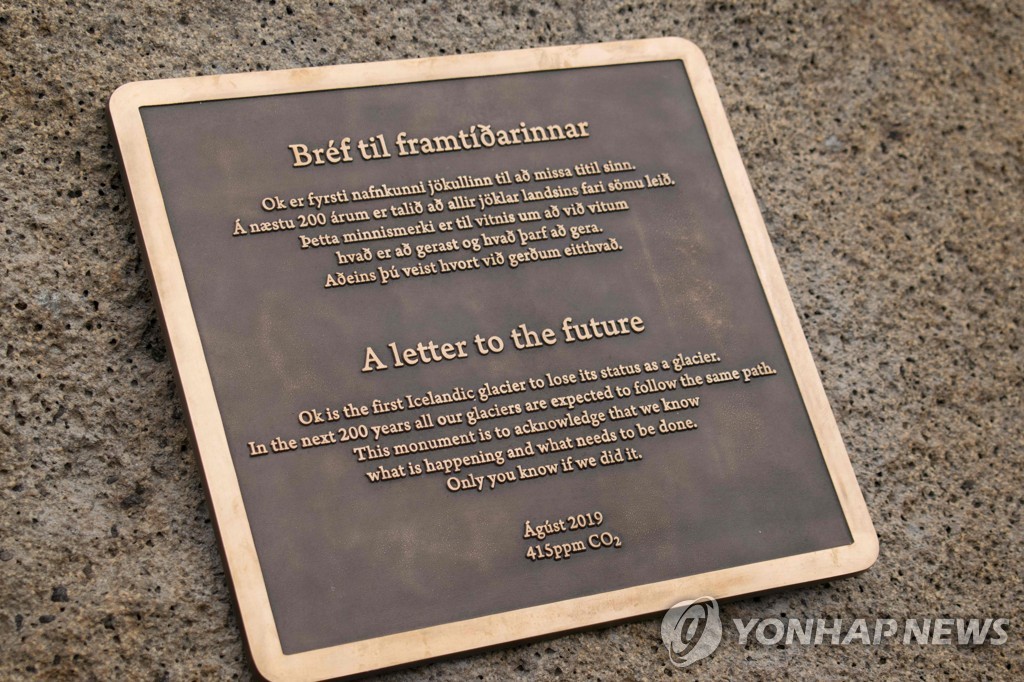 Bréf til framtíðarinnar
Ok er fyrsti nafnkunni jökullinn til að missa titil sinn.
Á næstu 200 árum er talið að allir jöklar landsins fari sömu leið.
Þetta minnismerki er til vitnis um að við vitum
hvað er að gerast og hvað þarf að gera.
Aðeins þú veist hvort við gerðum eitthvað.
A letter to the future
Ok is the first Icelandic glacier to lose its status as a glacier.
In the next 200 years all our glaciers are expected to follow the same path.
This monument is to acknowledge that we know
what is happening and what needs to be done.
Only you know if we did it.
Ágúst 2019
415ppm CO₂
YONHAP NEWS